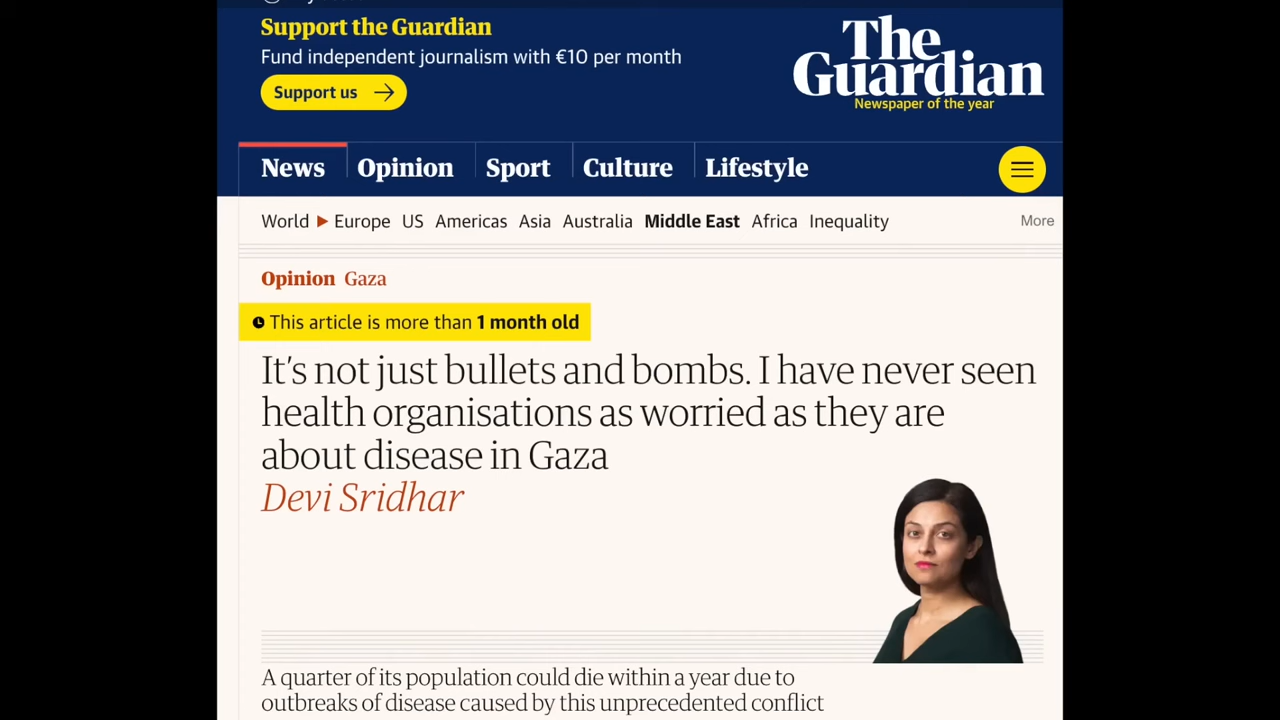 Support the Guardian
Fund independent journalism with €10 per month
Support us
The
Guardian
Newspaper of the year
News Opinion Sport Culture Lifestyle
World Europe US Americas Asia Australia Middle East Africa Inequality More
Opinion Gaza
This article is more than 1 month old
It's not just bullets and bombs. I have never seen
health organisations as worried as they are
about disease in Gaza
Devi Sridhar
A quarter of its population could die within a year due to
outbreaks of disease caused by this unprecedented conflict